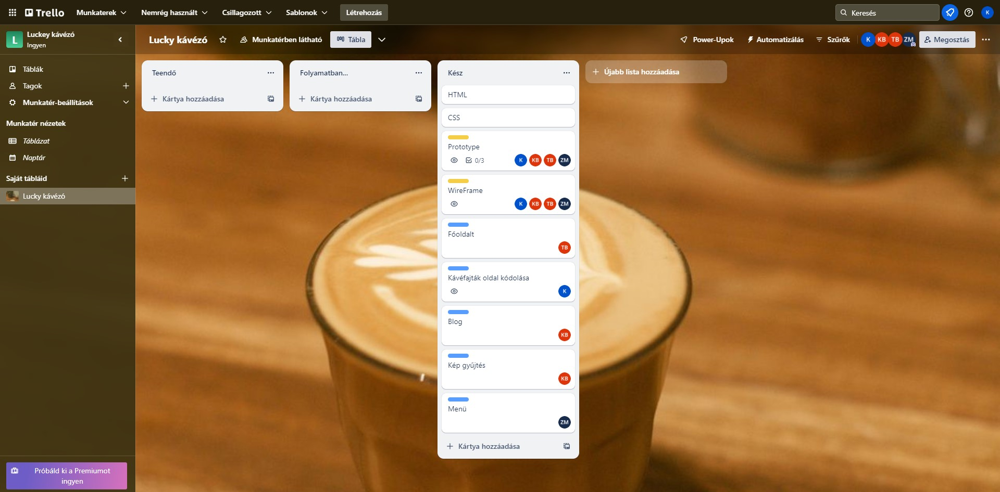 Trello
Munkaterek
Nemrég használt
Csillagozott
Sablonok
Létrehozás
Keresés
K
L
Luckey kávézó
Ingyen
Táblák
Tagok
Munkatér-beállítások
Munkatér nézetek
Táblázat
Naptár
Saját tábláid
Lucky kávézó
Próbáld ki a Premiumot
ingyen
Lucky kávézó
Munkatérben látható
Tábla
Power-Upok
Automatizálás
Szűrők
K KB TB ZM
Megosztás
Teendő
Kártya hozzáadása
Folyamatban...
Kártya hozzáadása
Kész
HTML
CSS
Prototype
0/3
K KB TB ZM
WireFrame
K KB TB ZM
Főoldalt
TB
Kávéfajták oldal kódolása
K
Blog
KB
Kép gyűjtés
KB
Menü
ZM
Kártya hozzáadása
Újabb lista hozzáadása